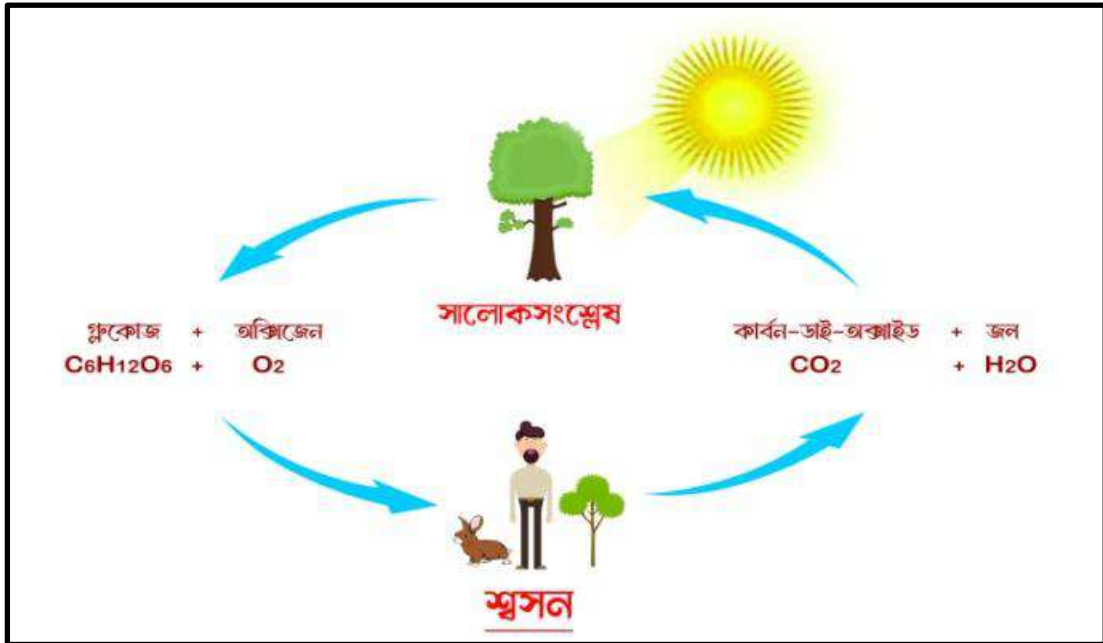 সালোকসংশ্লেষ
গ্লুকোজ + অক্সিজেন
C6H12O6 + O2
কার্বন-ডাই-অক্সাইড + জল
CO2 + H2O
শ্বসন